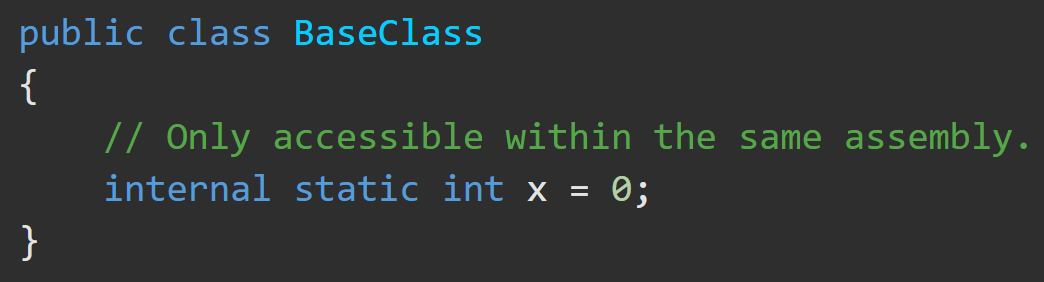 public class BaseClass
{
    // Only accessible within the same assembly.
    internal static int x = 0;
}